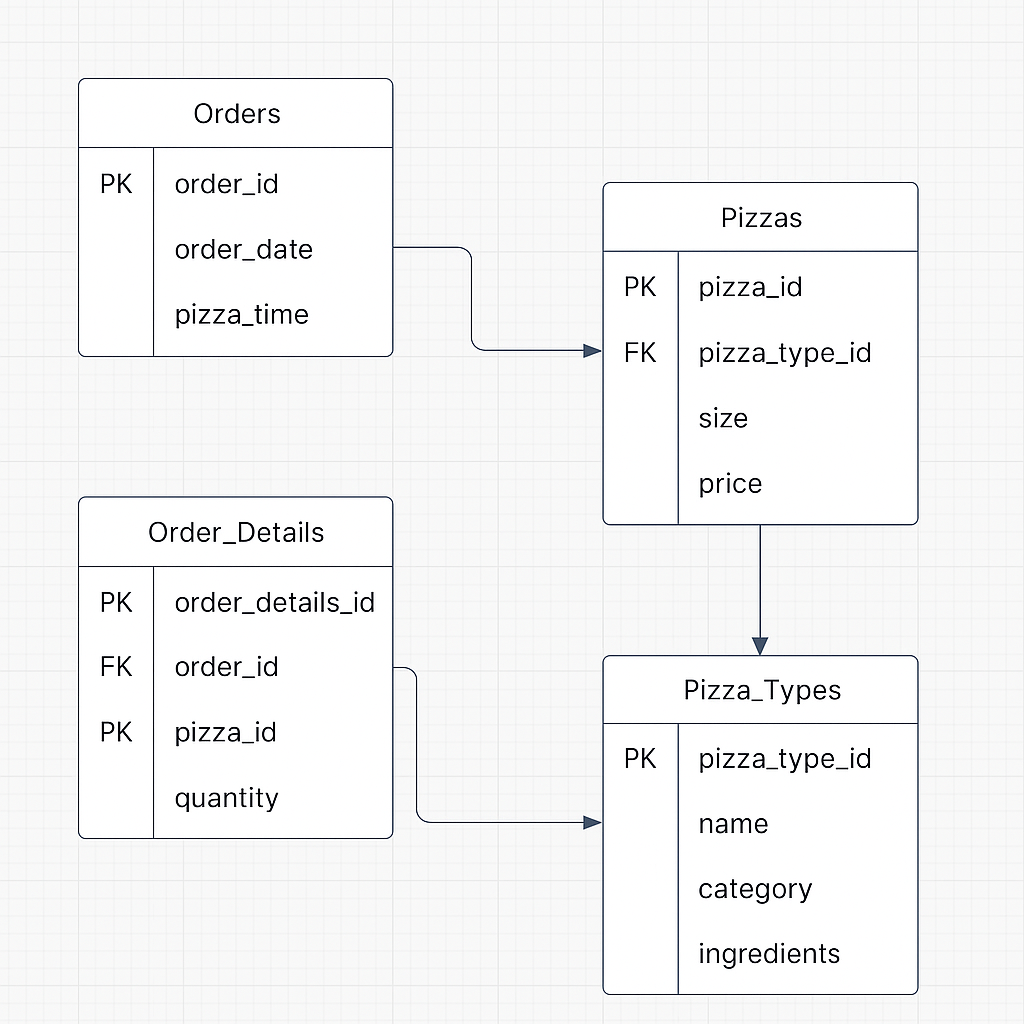 Orders
PK order_id
order_date
pizza_time
Pizzas
PK pizza_id
FK pizza_type_id
size
price
Order_Details
PK order_details_id
FK order_id
PK pizza_id
quantity
Pizza_Types
PK pizza_type_id
name
category
ingredients